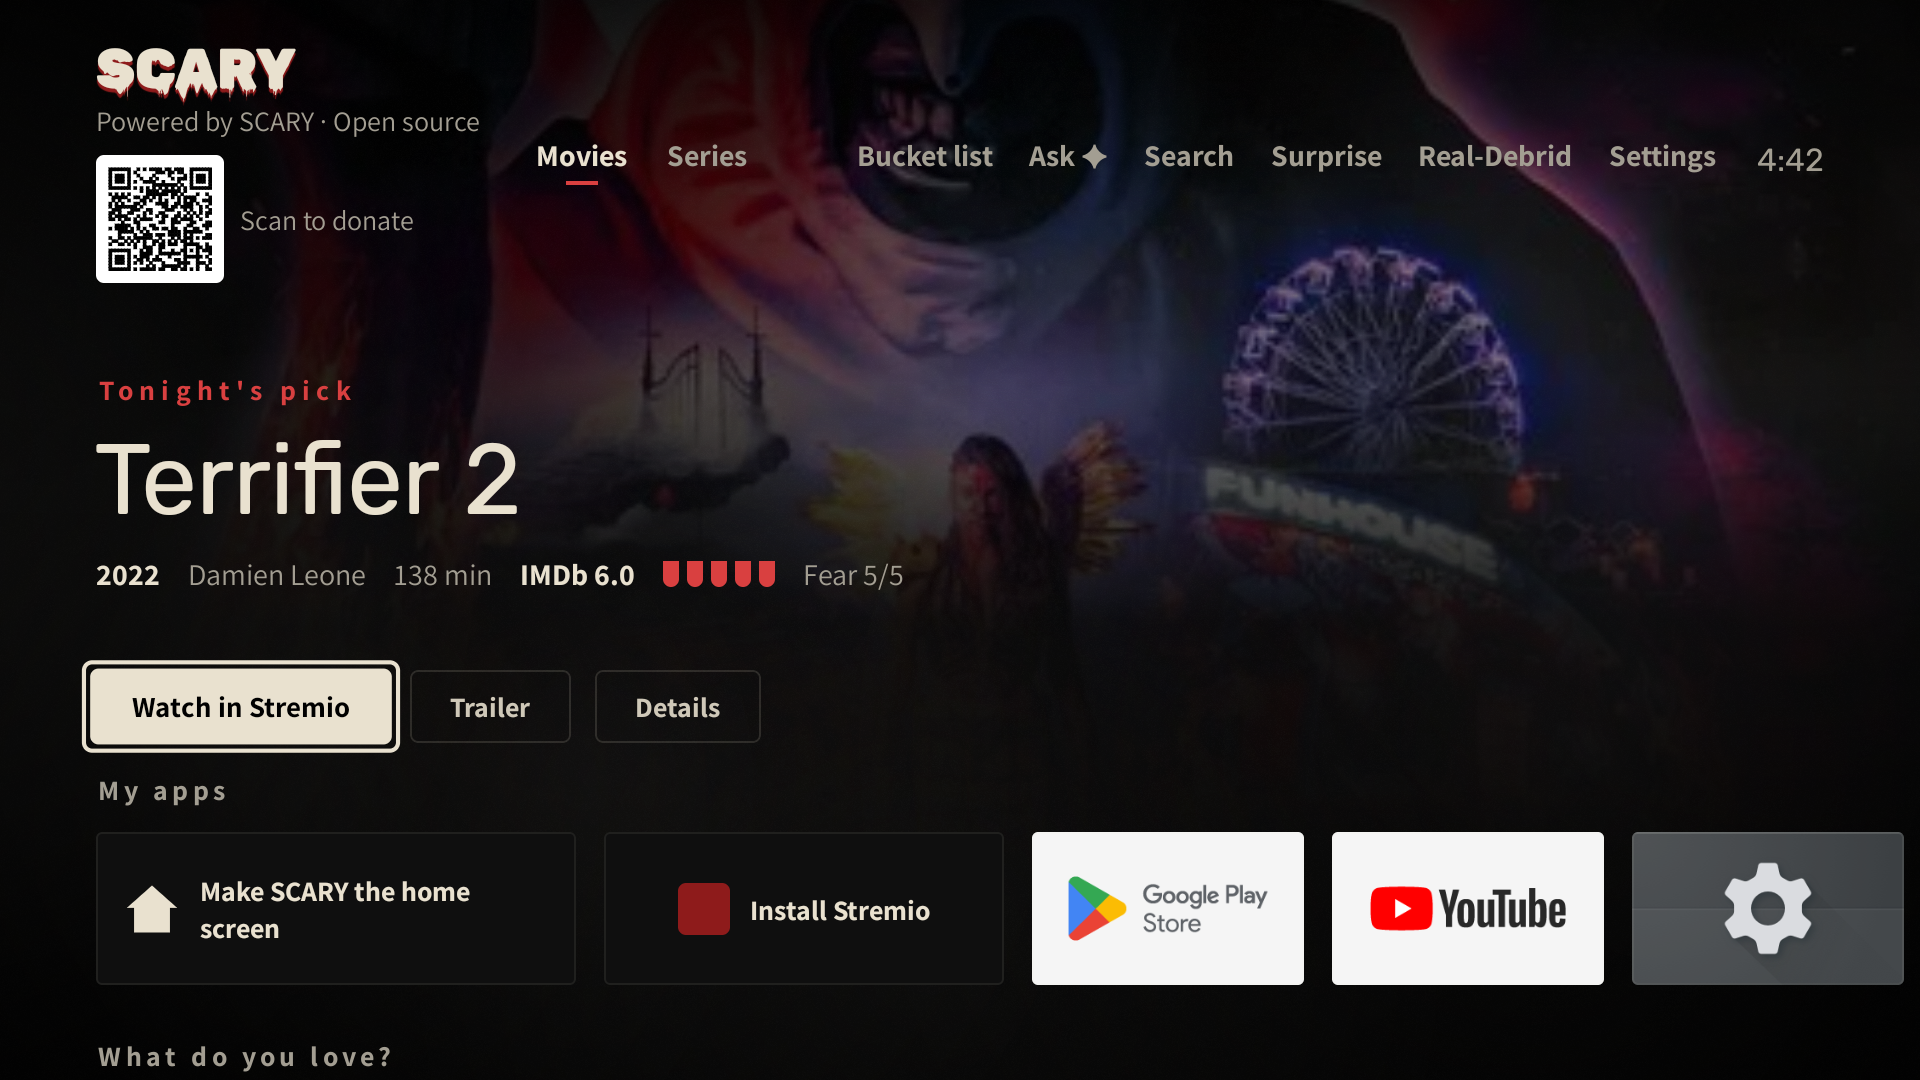 SCARY
Powered by SCARY · Open source
Movies Series Bucket list Ask Search Surprise Real-Debrid Settings 4:42
Scan to donate
Tonight's pick
Terrifier 2
FUNHOUSE
2022 Damien Leone 138 min IMDb 6.0 Fear 5/5
Watch in Stremio Trailer Details
My apps
Make SCARY the home
screen
Install Stremio
Google Play
Store
YouTube
What do you love?